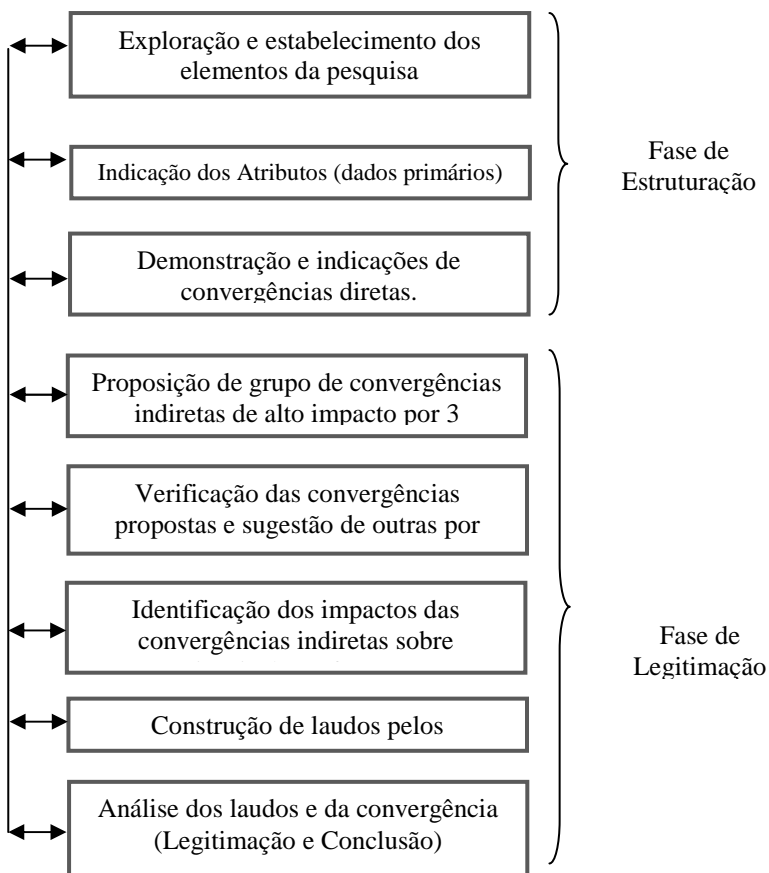 Exploração e estabelecimento dos
elementos da pesquisa
Indicação dos Atributos (dados primários)
Demonstração e indicações de
convergências diretas.
Fase de
Estruturação
Proposição de grupo de convergências
indiretas de alto impacto por 3
Verificação das convergências
propostas e sugestão de outras por
Identificação dos impactos das
convergências indiretas sobre
Construção de laudos pelos
Análise dos laudos e da convergência
(Legitimação e Conclusão)
Fase de
Legitimação